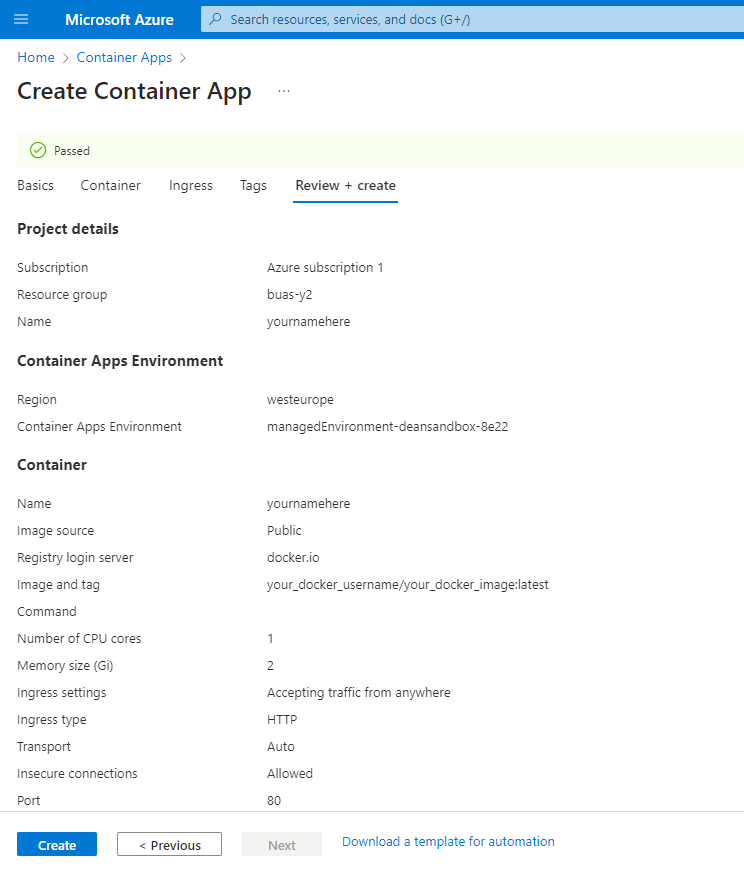 Microsoft Azure
Search resources, services, and docs (G+/)
Home > Container Apps >
Create Container App ...
Passed
Basics Container Ingress Tags Review + create
Project details
Subscription Azure subscription 1
Resource group buas-y2
Name yournamehere
Container Apps Environment
Region westeurope
Container Apps Environment managedEnvironment-deansandbox-8e22
Container
Name yournamehere
Image source Public
Registry login server docker.io
Image and tag your_docker_username/your_docker_image:latest
Command
Number of CPU cores 1
Memory size (Gi) 2
Ingress settings Accepting traffic from anywhere
Ingress type HTTP
Transport Auto
Insecure connections Allowed
Port 80
Create < Previous Next Download a template for automation